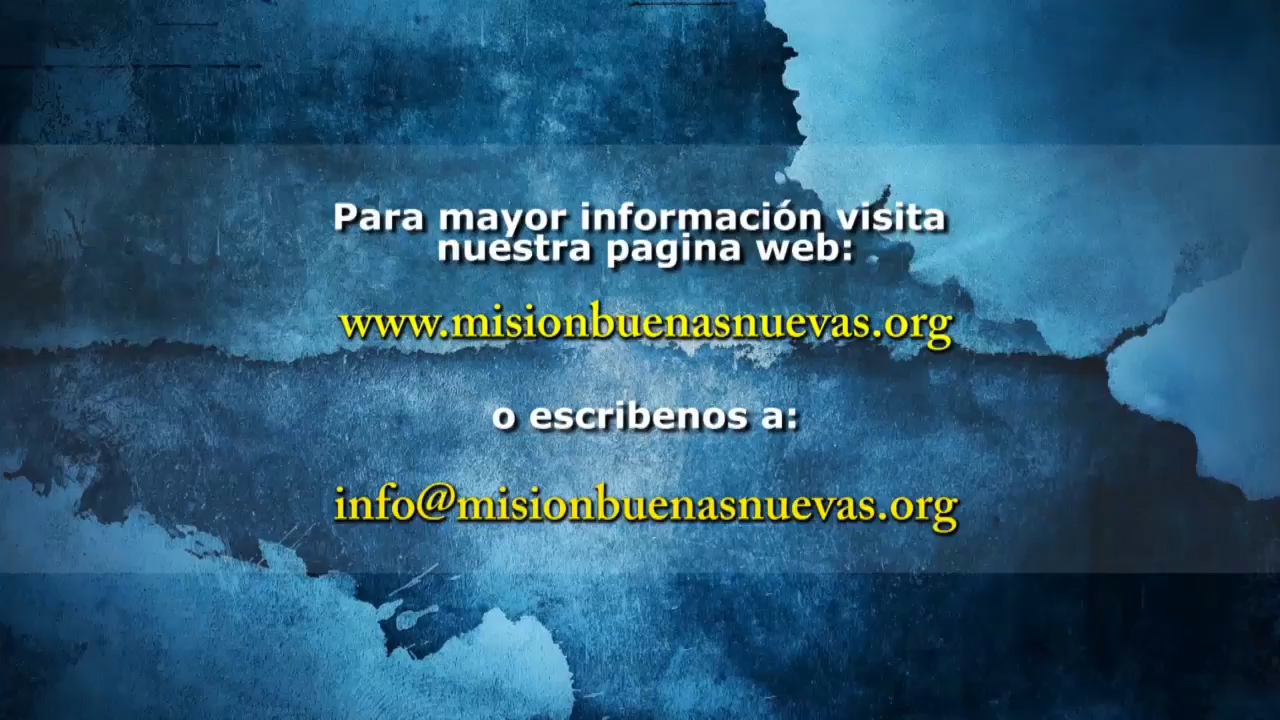 Para mayor información visita
nuestra pagina web:
www.misionbuenasnuevas.org
o escribenos a:
info@misionbuenasnuevas.org